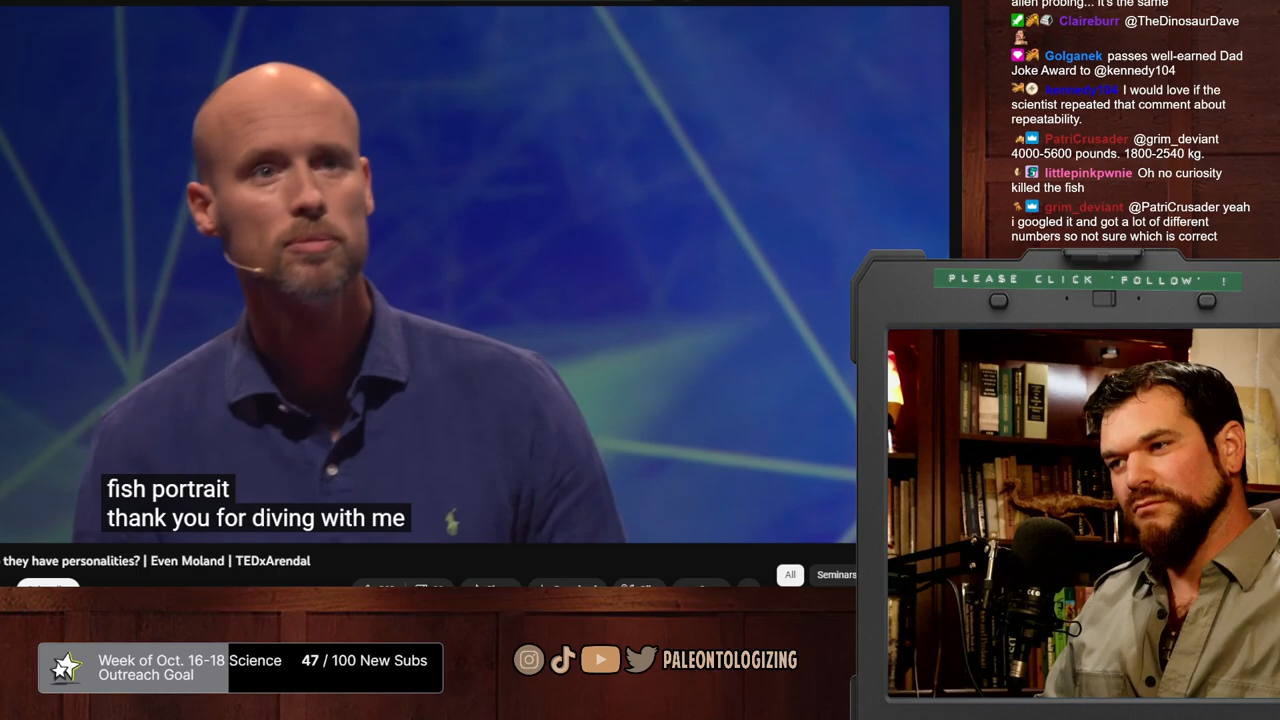 alien probing... it's the same
Claireburr @TheDinosaurDave
Golganek passes well-earned Dad
Joke Award to @kennedy104
kennedy104 I would love if the
scientist repeated that comment about
repeatability.
PatriCrusader @grim_deviant
4000-5600 pounds. 1800-2540 kg.
littlepinkpwnie Oh no curiosity
killed the fish
grim_deviant @PatriCrusader yeah
i googled it and got a lot of different
numbers so not sure which is correct
PLEASE CLICK 'FOLLOW' !
fish portrait
thank you for diving with me
they have personalities? | Even Moland | TEDxArendal
All
Seminars
Week of Oct. 16-18 Science
Outreach Goal
47 / 100 New Subs
PALEONTOLOGIZING